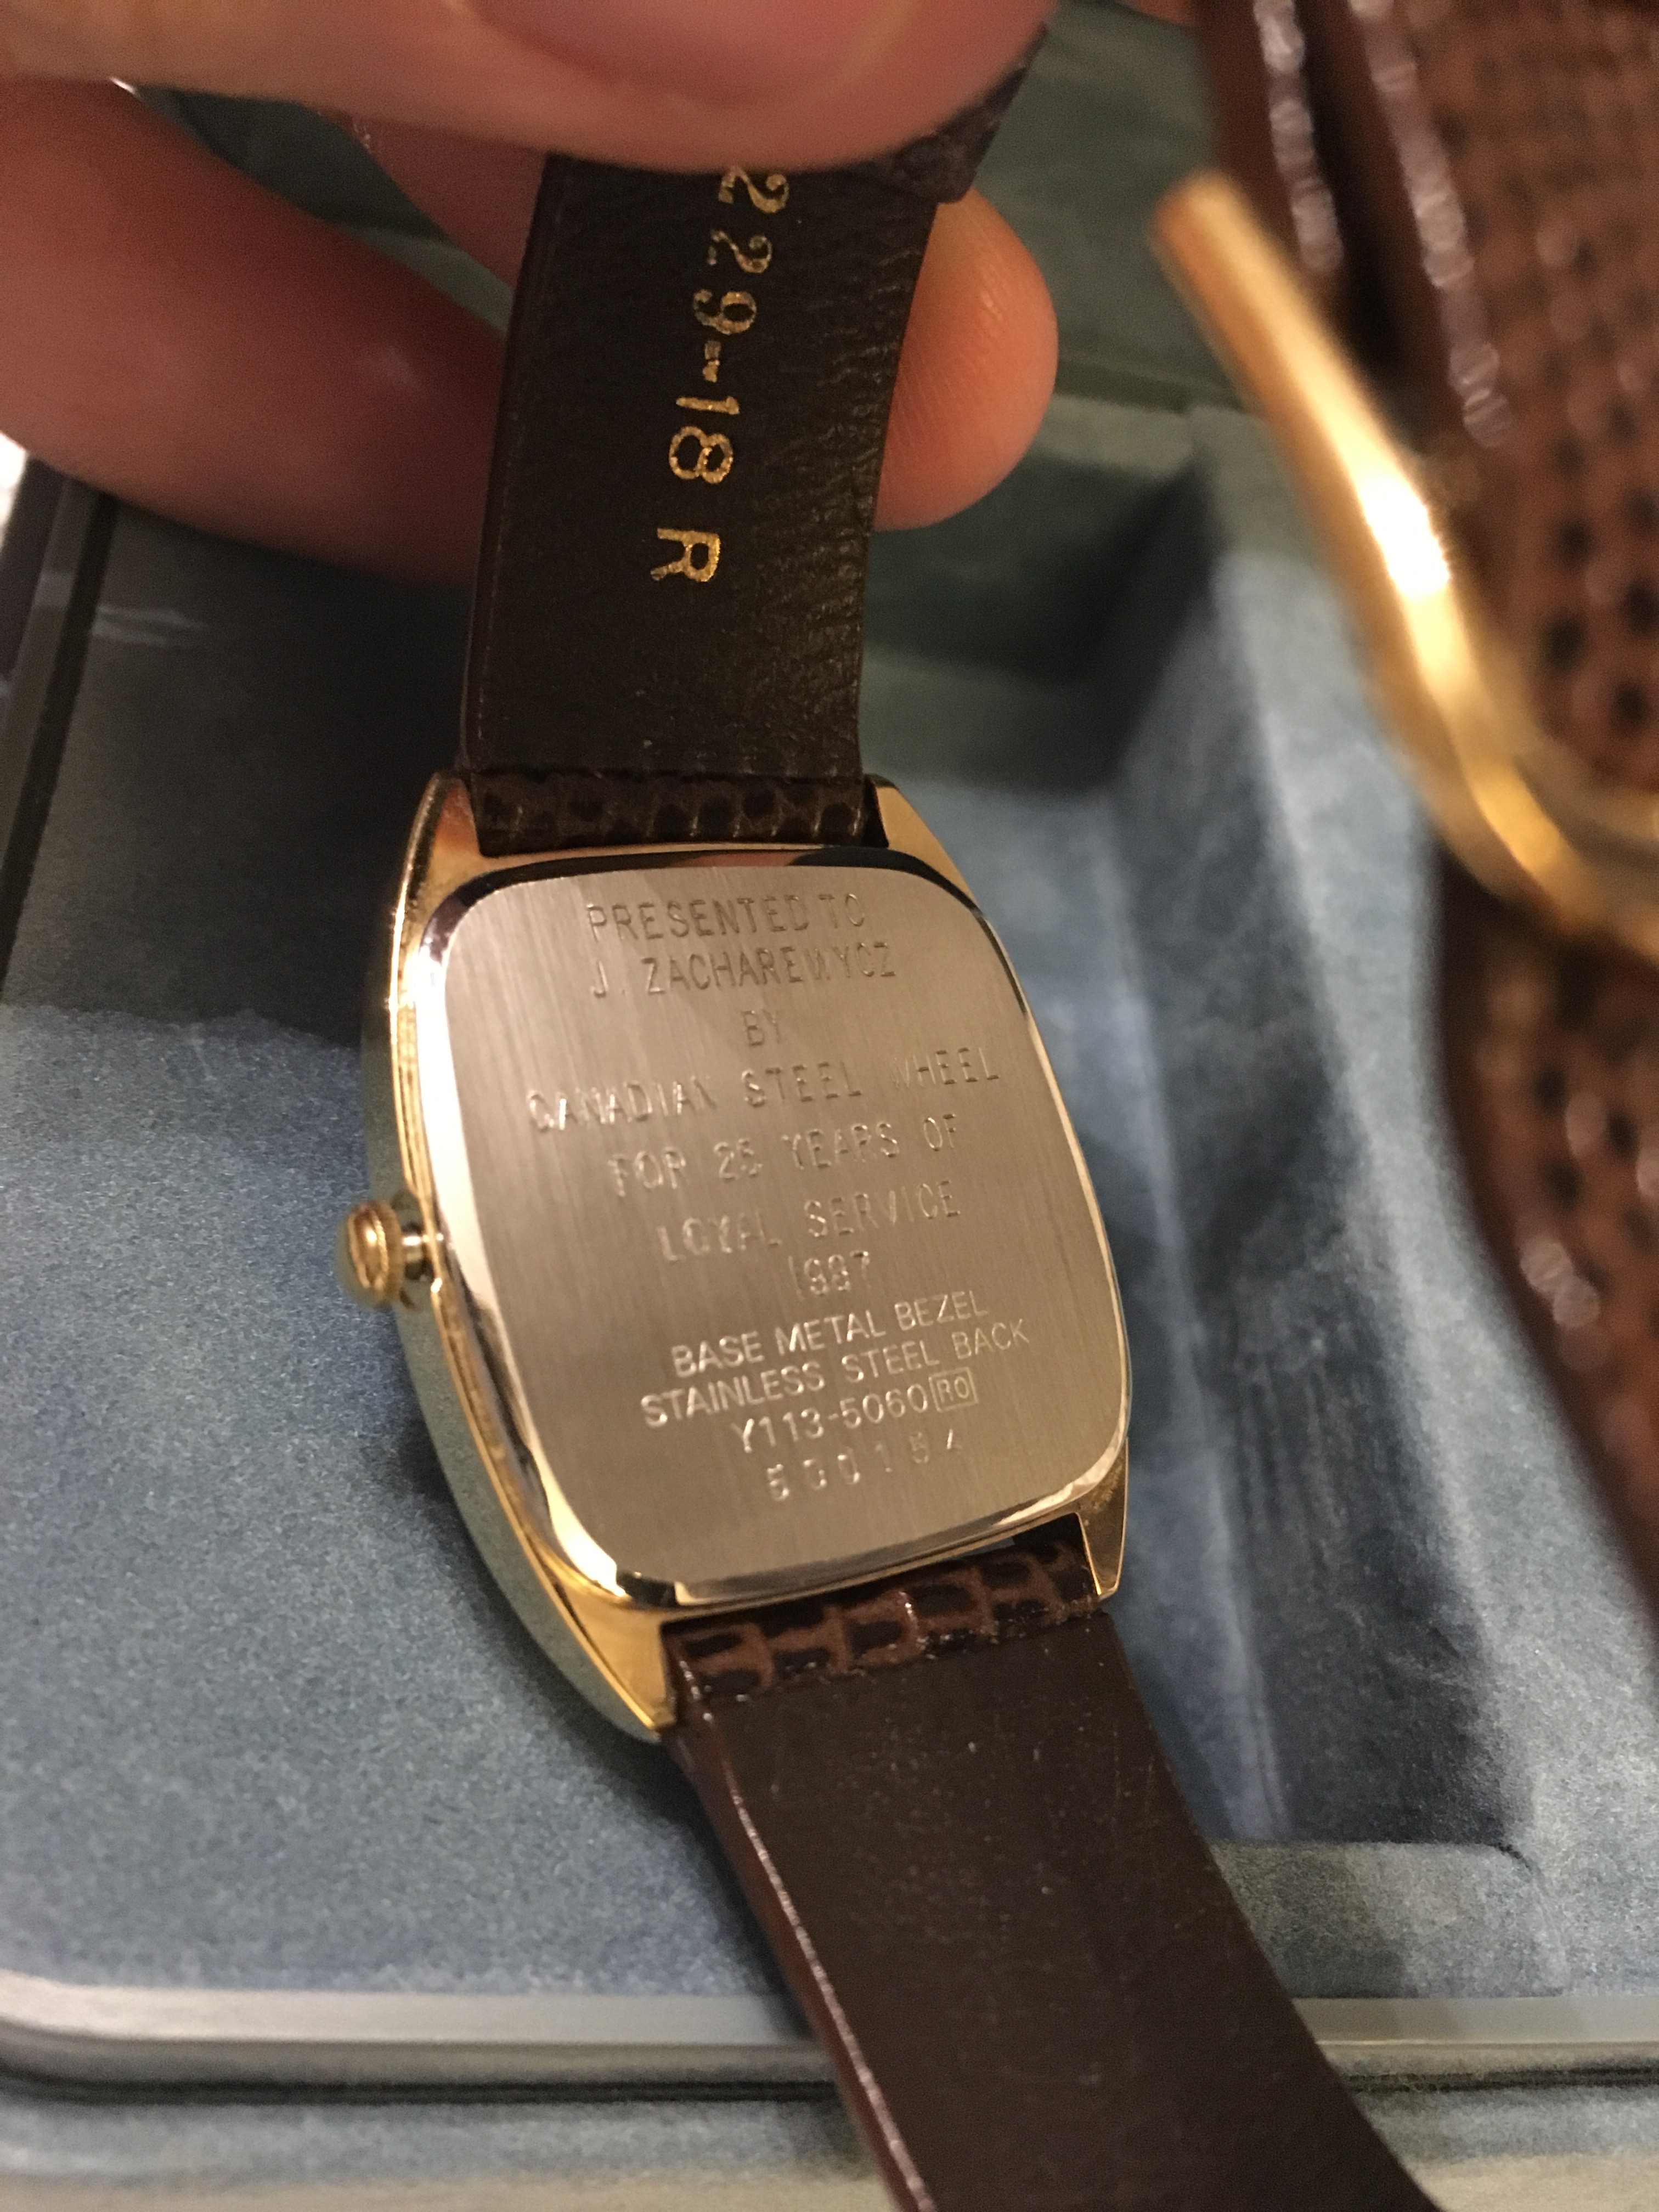 229-18 R
PRESENTED TO
J. ZACHAREWYCZ
BY
CANADIAN STEEL WHEEL
FOR 25 YEARS OF
LOYAL SERVICE
1987
BASE METAL BEZEL
STAINLESS STEEL BACK
Y113-5060 RO
500184